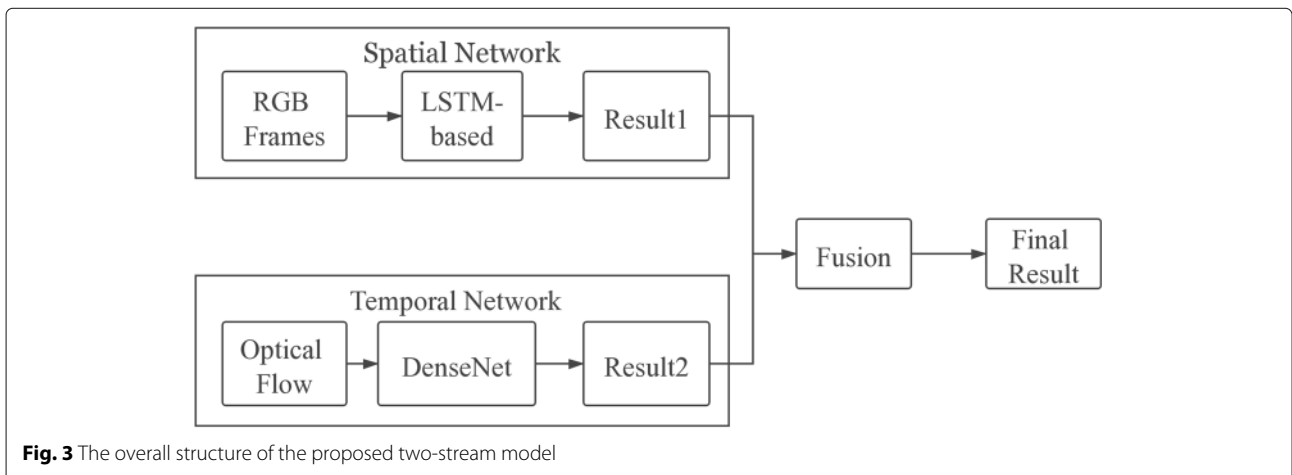 Spatial Network
RGB
Frames
LSTM-
based
Result1
Temporal Network
Optical
Flow
DenseNet
Result2
Fusion
Final
Result
Fig. 3 The overall structure of the proposed two-stream model